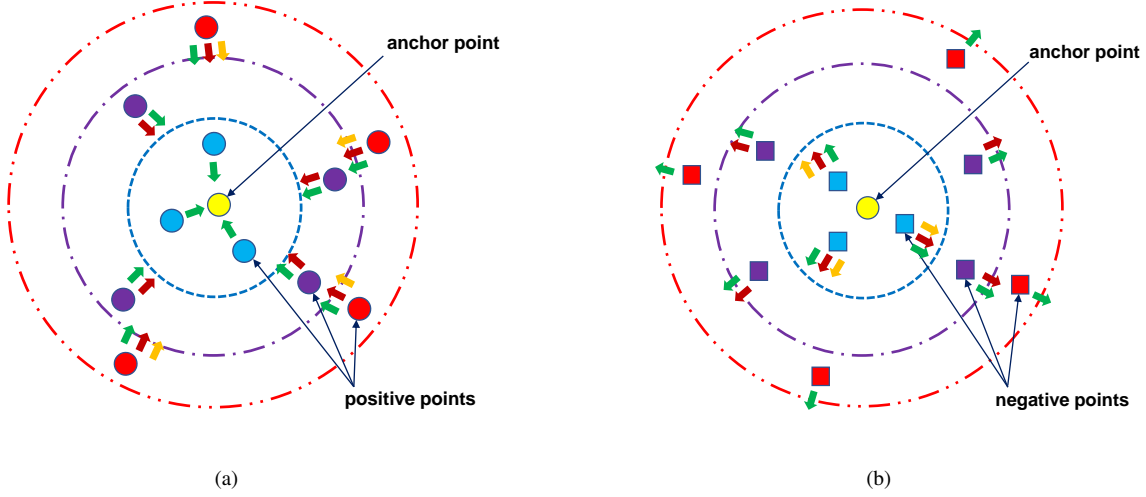 anchor point
positive points
(a)
anchor point
negative points
(b)